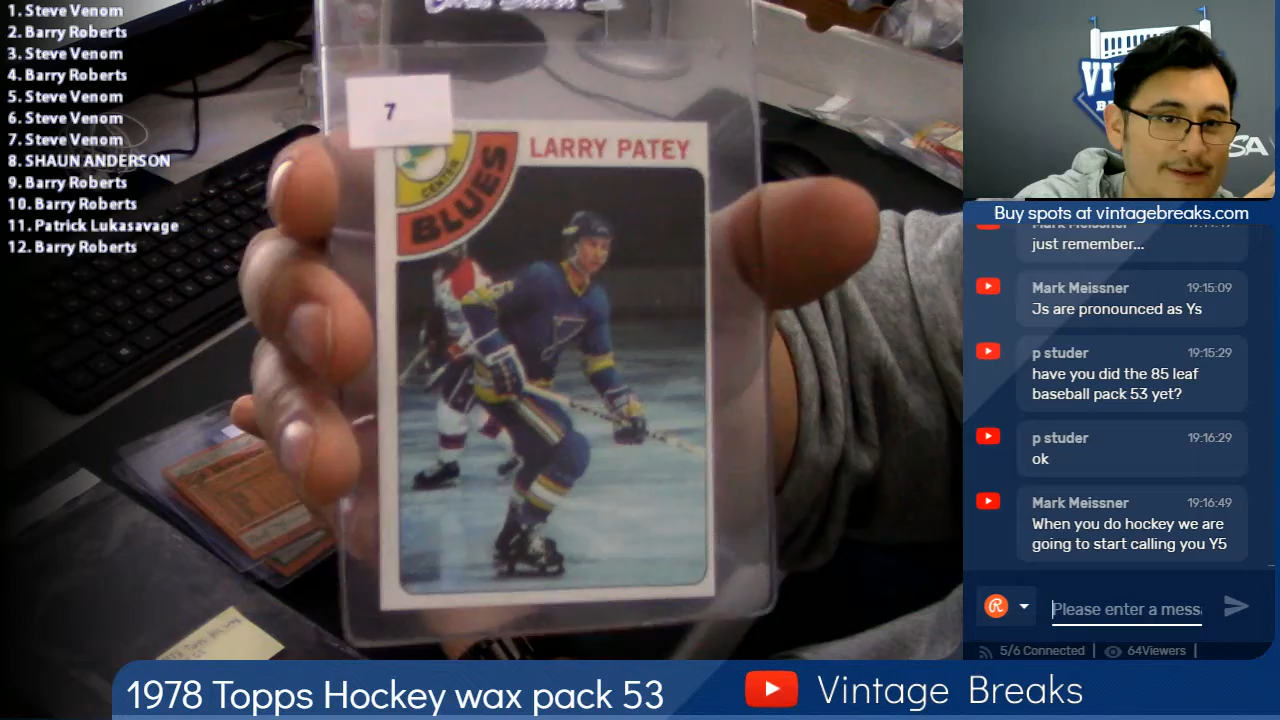 1. Steve Venom
2. Barry Roberts
3. Steve Venom
4. Barry Roberts
5. Steve Venom
6. Steve Venom
7. Steve Venom
8. SHAUN ANDERSON
9. Barry Roberts
10. Barry Roberts
11. Patrick Lukasavage
12. Barry Roberts
7
CENTER
BLUES
LARRY PATEY
SA
Buy spots at vintagebreaks.com
Mark Meissner
just remember...
Mark Meissner 19:15:09
Js are pronounced as Ys
p studer 19:15:29
have you did the 85 leaf
baseball pack 53 yet?
p studer 19:16:29
ok
Mark Meissner 19:16:49
When you do hockey we are
going to start calling you Y5
Please enter a mess
5/6 Connected | 64Viewers |
1978 Topps Hockey wax pack 53
Vintage Breaks